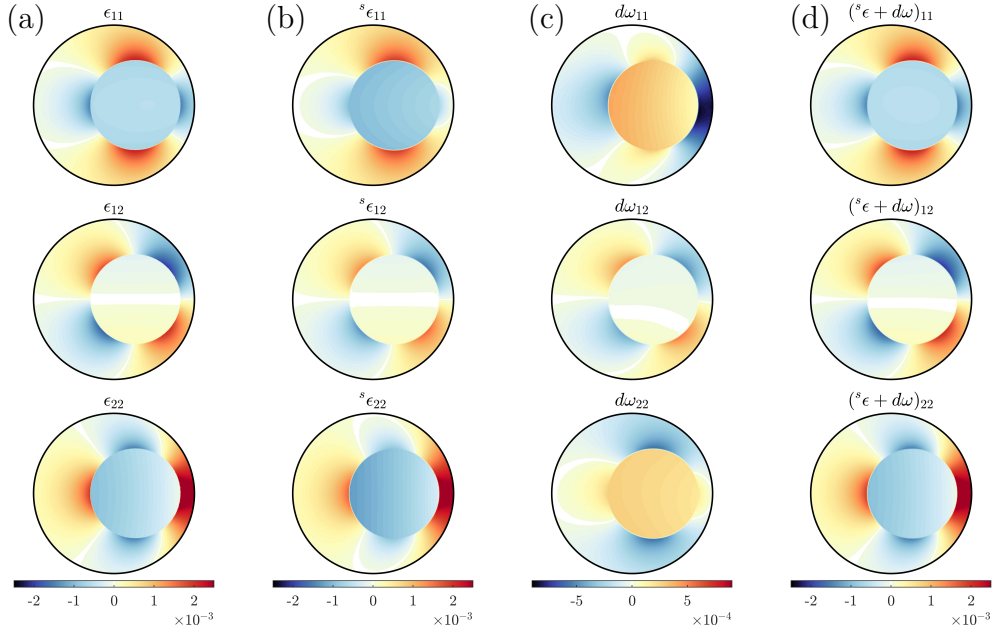 (a) (b) (c) (d)
ϵ₁₁ ˢϵ₁₁ dω₁₁ (ˢϵ + dω)₁₁
ϵ₁₂ ˢϵ₁₂ dω₁₂ (ˢϵ + dω)₁₂
ϵ₂₂ ˢϵ₂₂ dω₂₂ (ˢϵ + dω)₂₂
-2 -1 0 1 2 -2 -1 0 1 2 -5 0 5 -2 -1 0 1 2
×10⁻³ ×10⁻³ ×10⁻⁴ ×10⁻³